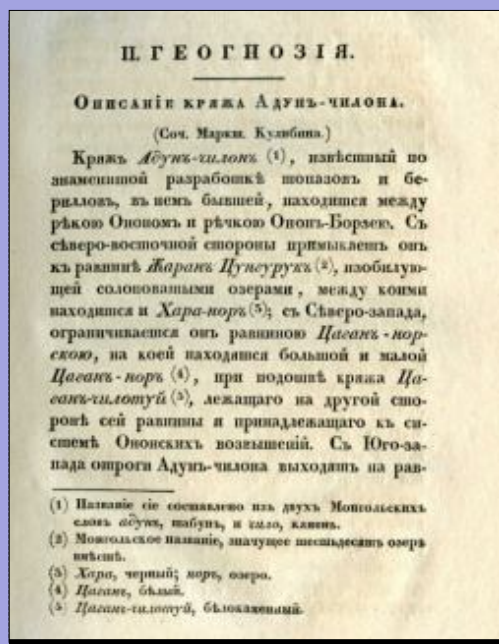 II. ГЕОГНОЗІЯ.
Описаніе кряжа Адунъ-чилона.
(Соч. Маркш. Кулибина.)
Кряжъ Адунъ-чилонъ (1), извѣстный по
знаменитой разработкѣ топазовъ и бе-
рилловъ, въ немъ бывшей, находится между
рѣкою Онономъ и рѣчкою Ононъ-Борзею. Съ
сѣверо-восточной стороны примыкаетъ онъ
къ равнинѣ Жаранъ Цунгурукъ (2), изобилую-
щей солоноватыми озерами, между коими
находится и Хара-норъ (3); съ Сѣверо-запада,
ограничивается онъ равниною Цаганъ-нор-
скою, на коей находятся большой и малой
Цаганъ-норъ (4), при подошвѣ кряжа Ца-
ганъ-чилотуй (5), лежащаго на другой сто-
ронѣ сей равнины и принадлежащаго къ си-
стемѣ Ононскихъ возвышеній. Съ Юго-за-
пада отроги Адунъ-чилона выходятъ на рав-
(1) Названіе сіе составлено изъ двухъ Монгольскихъ
словъ адунъ, табунъ, и чило, камень.
(2) Монгольское названіе, значущее шестьдесятъ озеръ
вмѣстѣ.
(3) Хара, черный; норъ, озеро.
(4) Цаганъ, бѣлый.
(5) Цаганъ-чилотуй, бѣлокаменный.